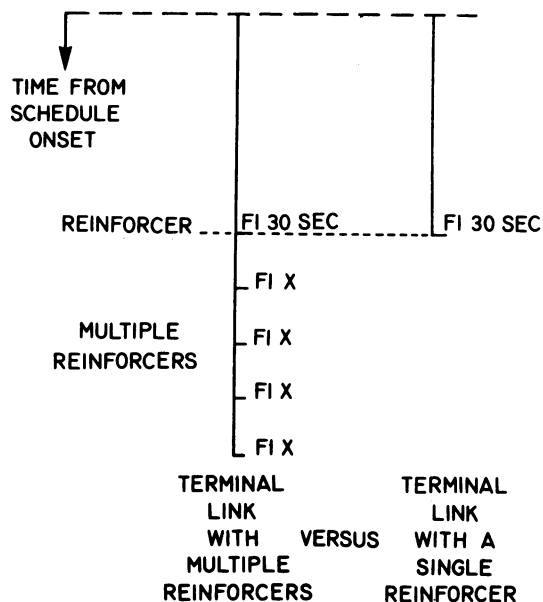 TIME FROM
SCHEDULE
ONSET
REINFORCER
FI 30 SEC
FI 30 SEC
FI X
FI X
FI X
FI X
MULTIPLE
REINFORCERS
TERMINAL
LINK
WITH
MULTIPLE
REINFORCERS
VERSUS
TERMINAL
LINK
WITH A
SINGLE
REINFORCER